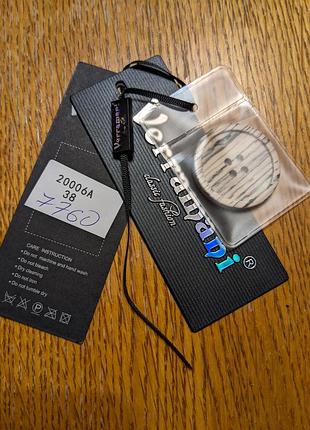 20006A
38
7760
CARE INSTRUCTION
• Do not machine and hand wash
• Do not bleach
• Dry cleaning
• Do not iron
• Do not tumble dry
Verramani
Verramani ®
classic fashion